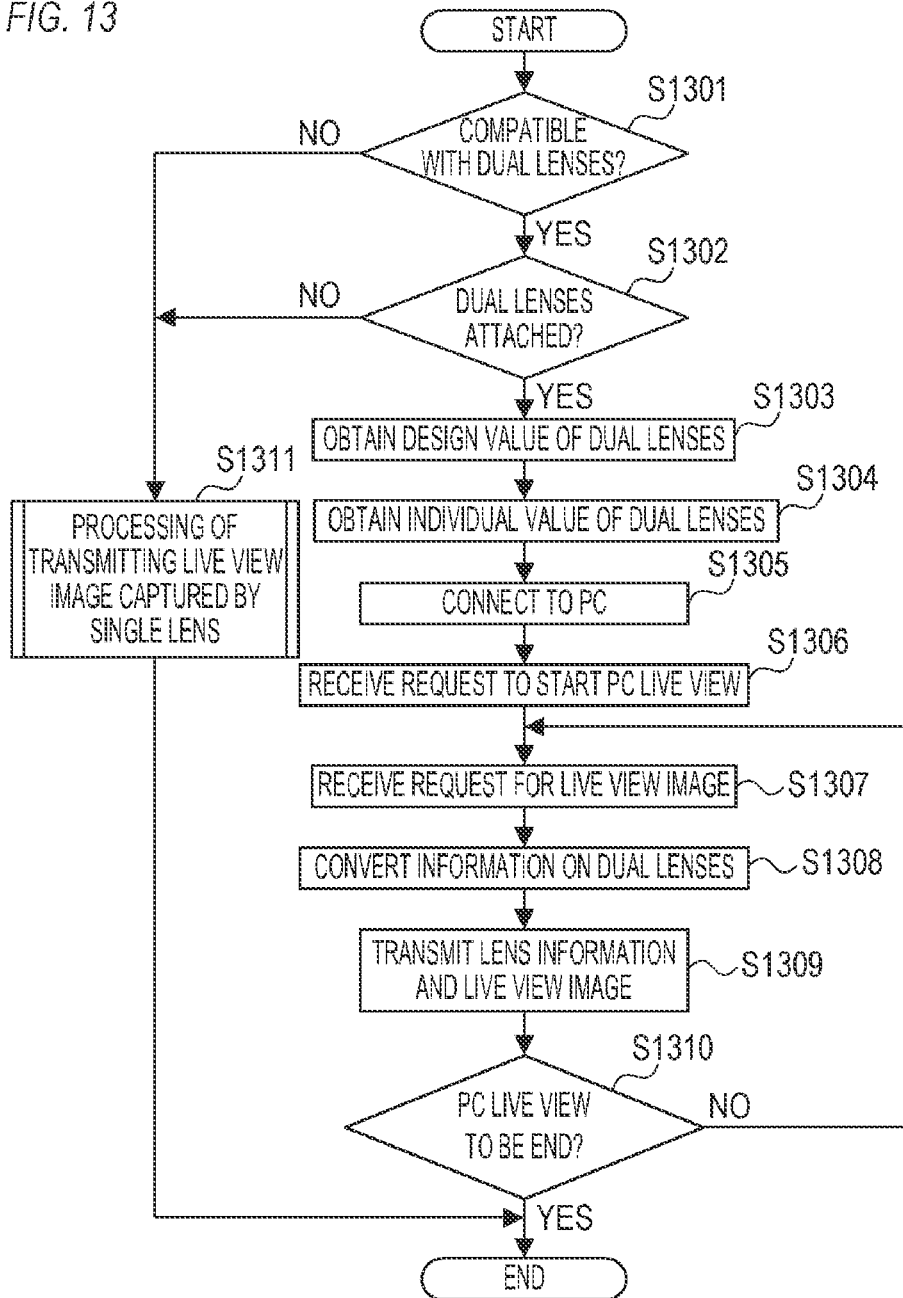 FIG. 13
START
S1301
COMPATIBLE
WITH DUAL LENSES?
NO
YES
S1302
DUAL LENSES
ATTACHED?
NO
YES
S1303
OBTAIN DESIGN VALUE OF DUAL LENSES
S1304
OBTAIN INDIVIDUAL VALUE OF DUAL LENSES
S1305
CONNECT TO PC
S1306
RECEIVE REQUEST TO START PC LIVE VIEW
RECEIVE REQUEST FOR LIVE VIEW IMAGE
S1307
CONVERT INFORMATION ON DUAL LENSES
S1308
TRANSMIT LENS INFORMATION
AND LIVE VIEW IMAGE
S1309
S1310
PC LIVE VIEW
TO BE END?
NO
YES
S1311
PROCESSING OF
TRANSMITTING LIVE VIEW
IMAGE CAPTURED BY
SINGLE LENS
END